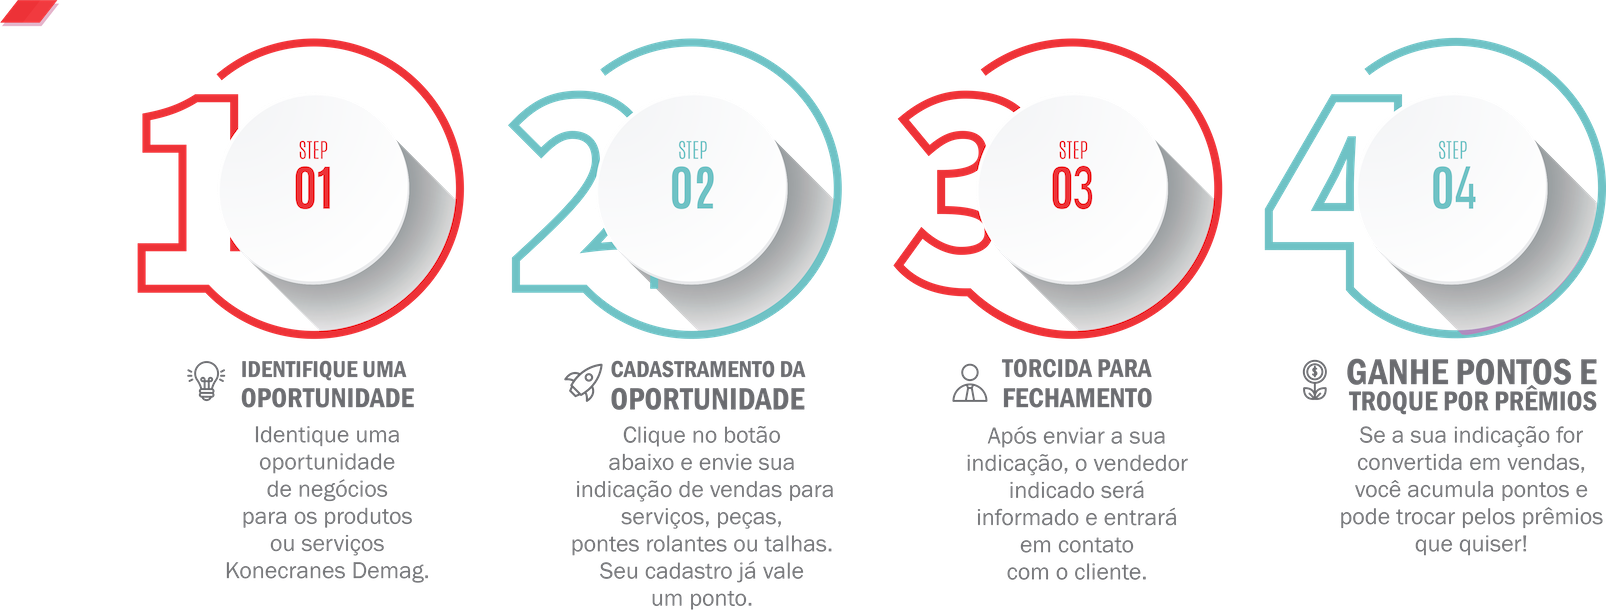 1
STEP
01
IDENTIFIQUE UMA
OPORTUNIDADE
Identique uma
oportunidade
de negócios
para os produtos
ou serviços
Konecranes Demag.
2
STEP
02
CADASTRAMENTO DA
OPORTUNIDADE
Clique no botão
abaixo e envie sua
indicação de vendas para
serviços, peças,
pontes rolantes ou talhas.
Seu cadastro já vale
um ponto.
3
STEP
03
TORCIDA PARA
FECHAMENTO
Após enviar a sua
indicação, o vendedor
indicado será
informado e entrará
em contato
com o cliente.
4
STEP
04
GANHE PONTOS E
TROQUE POR PRÊMIOS
Se a sua indicação for
convertida em vendas,
você acumula pontos e
pode trocar pelos prêmios
que quiser!